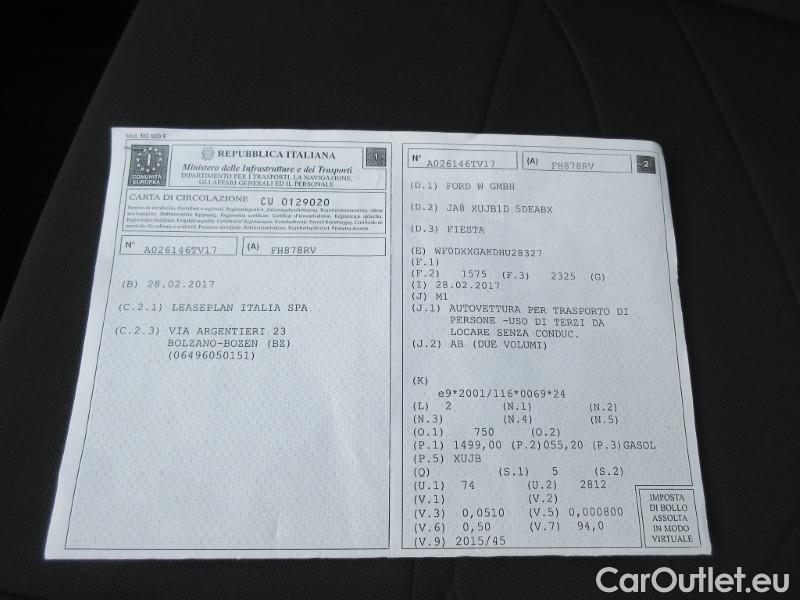 Mod. MC 820 F
I
COMUNITÀ
EUROPEA
REPUBBLICA ITALIANA
1
Ministero delle Infrastrutture e dei Trasporti
DIPARTIMENTO PER I TRASPORTI, LA NAVIGAZIONE,
GLI AFFARI GENERALI ED IL PERSONALE
CARTA DI CIRCOLAZIONE CU 0129020
N° A026146TV17 (A) FH878RV
(B) 28.02.2017
(C.2.1) LEASEPLAN ITALIA SPA
(C.2.3) VIA ARGENTIERI 23
BOLZANO-BOZEN (BZ)
(06496050151)
N° A026146TV17 (A) FH878RV 2
(D.1) FORD W GMBH
(D.2) JA8 XUJB1D 5DEABX
(D.3) FIESTA
(E) WF0DXXGAKDHU28327
(F.1)
(F.2) 1575 (F.3) 2325 (G)
(I) 28.02.2017
(J) M1
(J.1) AUTOVETTURA PER TRASPORTO DI
PERSONE -USO DI TERZI DA
LOCARE SENZA CONDUC.
(J.2) AB (DUE VOLUMI)
(K)
e9*2001/116*0069*24
(L) 2 (N.1) (N.2)
(N.3) (N.4) (N.5)
(O.1) 750 (O.2)
(P.1) 1499,00 (P.2)055,20 (P.3)GASOL
(P.5) XUJB
(Q) (S.1) 5 (S.2)
(U.1) 74 (U.2) 2812
(V.1) (V.2)
(V.3) 0,0510 (V.5) 0,000800
(V.6) 0,50 (V.7) 94,0
(V.9) 2015/45
IMPOSTA
DI BOLLO
ASSOLTA
IN MODO
VIRTUALE
CarOutlet.eu